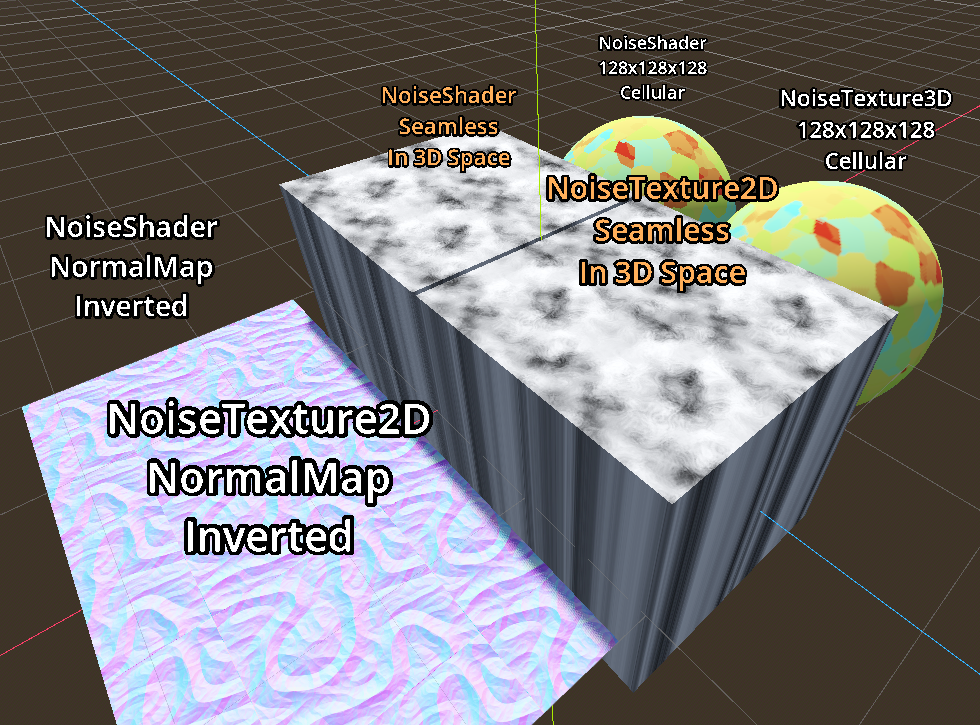 NoiseShader
128x128x128
Cellular
NoiseShader
Seamless
In 3D Space
NoiseTexture3D
128x128x128
Cellular
NoiseTexture2D
Seamless
In 3D Space
NoiseShader
NormalMap
Inverted
NoiseTexture2D
NormalMap
Inverted